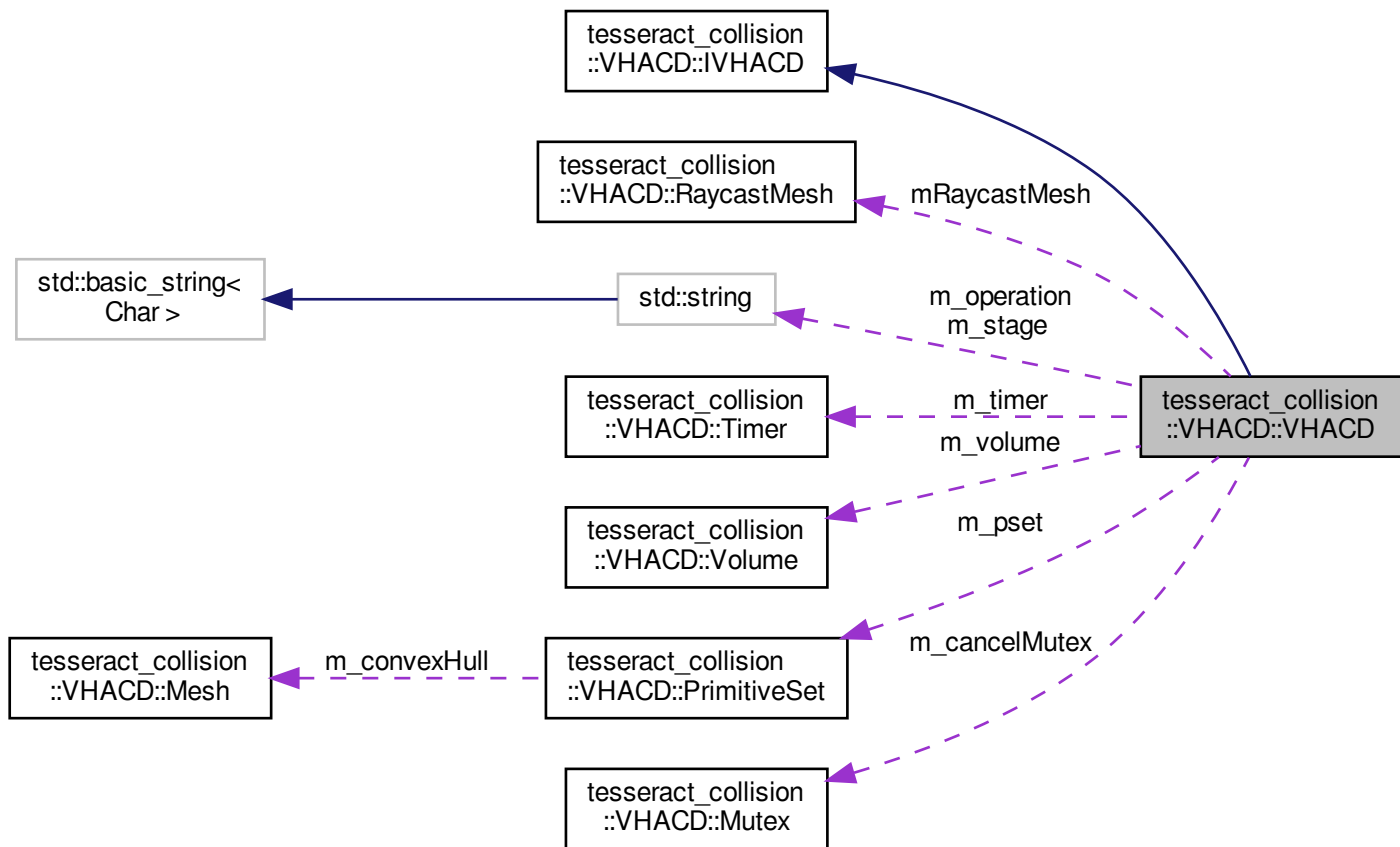 tesseract_collision
::VHACD::IVHACD
tesseract_collision
::VHACD::RaycastMesh
mRaycastMesh
std::basic_string<
Char >
std::string
m_operation
m_stage
tesseract_collision
::VHACD::Timer
m_timer
tesseract_collision
::VHACD::VHACD
m_volume
tesseract_collision
::VHACD::Volume
m_pset
tesseract_collision
::VHACD::Mesh
m_convexHull
tesseract_collision
::VHACD::PrimitiveSet
m_cancelMutex
tesseract_collision
::VHACD::Mutex